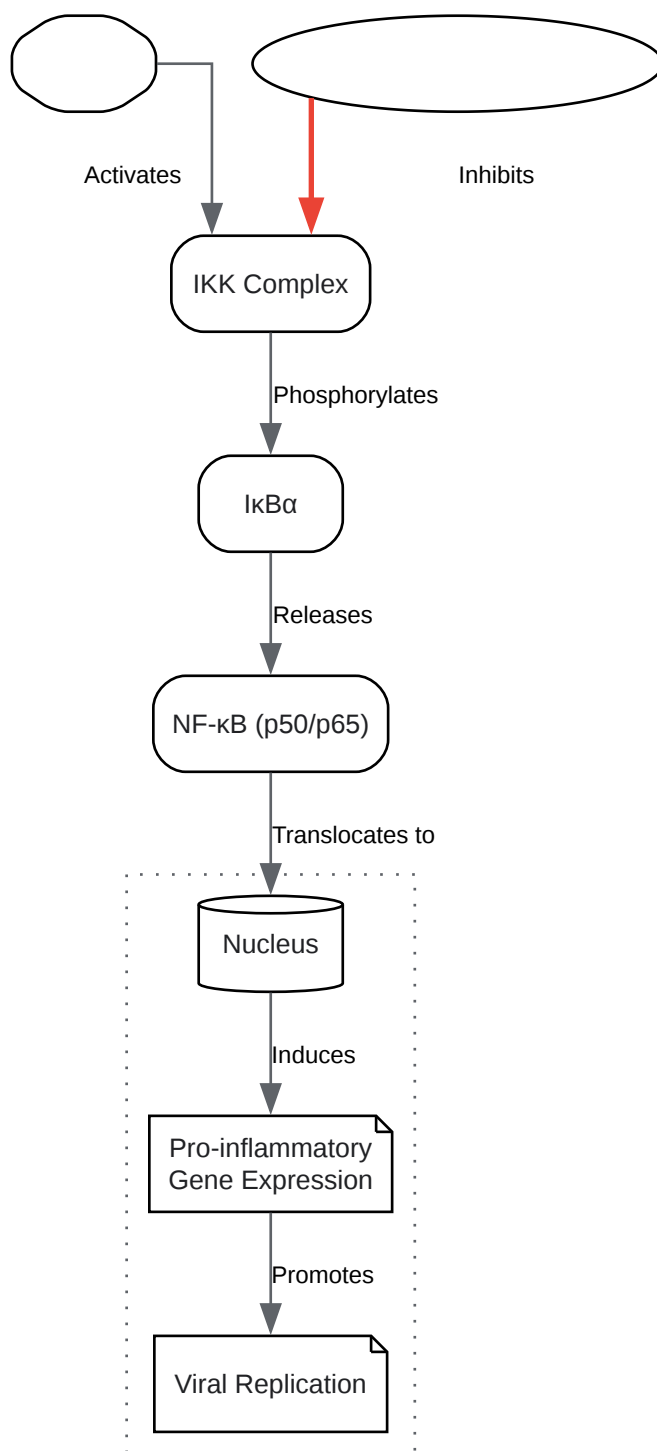 Activates
Inhibits
IKK Complex
Phosphorylates
IκBα
Releases
NF-κB (p50/p65)
Translocates to
Nucleus
Induces
Pro-inflammatory
Gene Expression
Promotes
Viral Replication